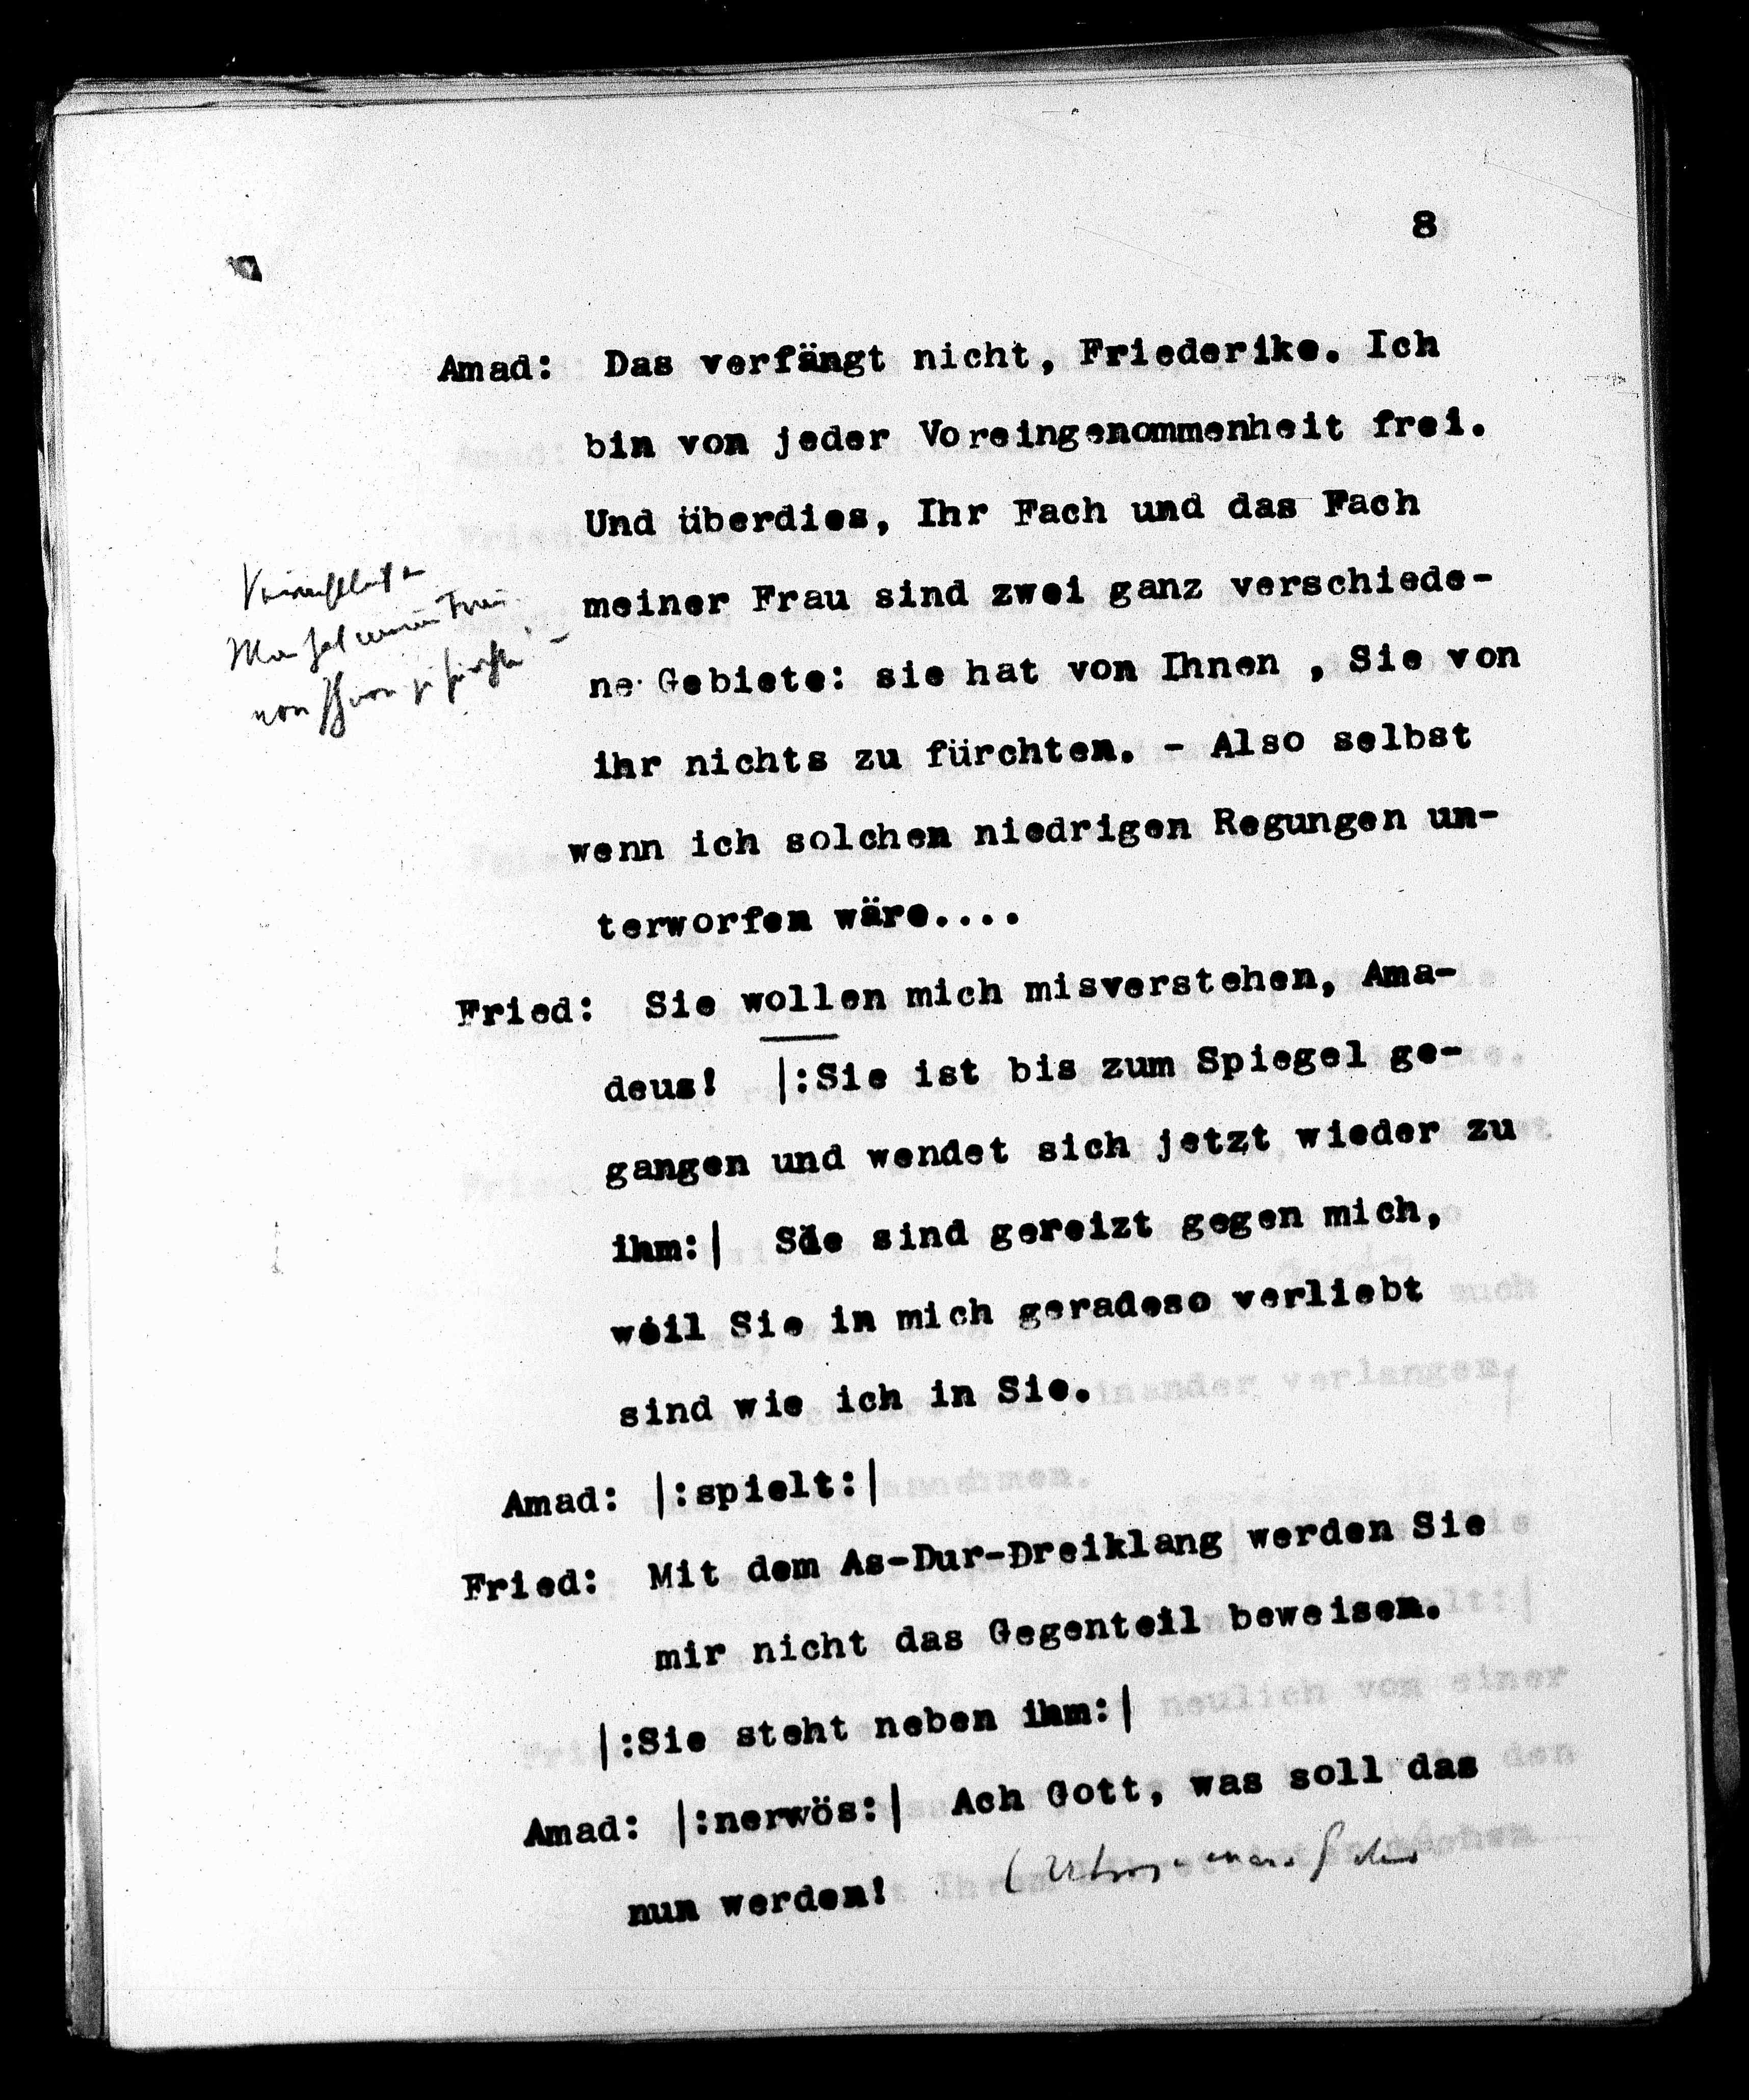 8
Amad: Das verfängt nicht, Friederike. Ich
bin von jeder Voreingenommenheit frei.
Und überdies, Ihr Fach und das Fach
meiner Frau sind zwei ganz verschiede-
ne Gebiete: sie hat von Ihnen , Sie von
ihr nichts zu fürchten. - Also selbst
wenn ich solchen niedrigen Regungen un-
terworfen wäre....
Fried: Sie wollen mich misverstehen, Ama-
deus! |:Sie ist bis zum Spiegel ge-
gangen und wendet sich jetzt wieder zu
ihm:| Sie sind gereizt gegen mich,
weil Sie in mich geradeso verliebt
sind wie ich in Sie.
Amad: |:spielt:|
Fried: Mit dem As-Dur-Dreiklang werden Sie
mir nicht das Gegenteil beweisen.
|:Sie steht neben ihm:|
Amad: |:nerwös:| Ach Gott, was soll das
nun werden!